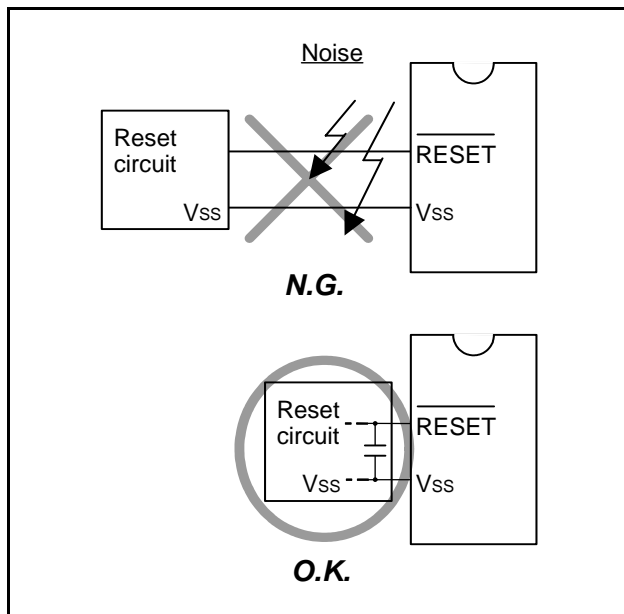 Noise
Reset
circuit
RESET
VSS
VSS
N.G.
Reset
circuit
RESET
VSS
VSS
O.K.